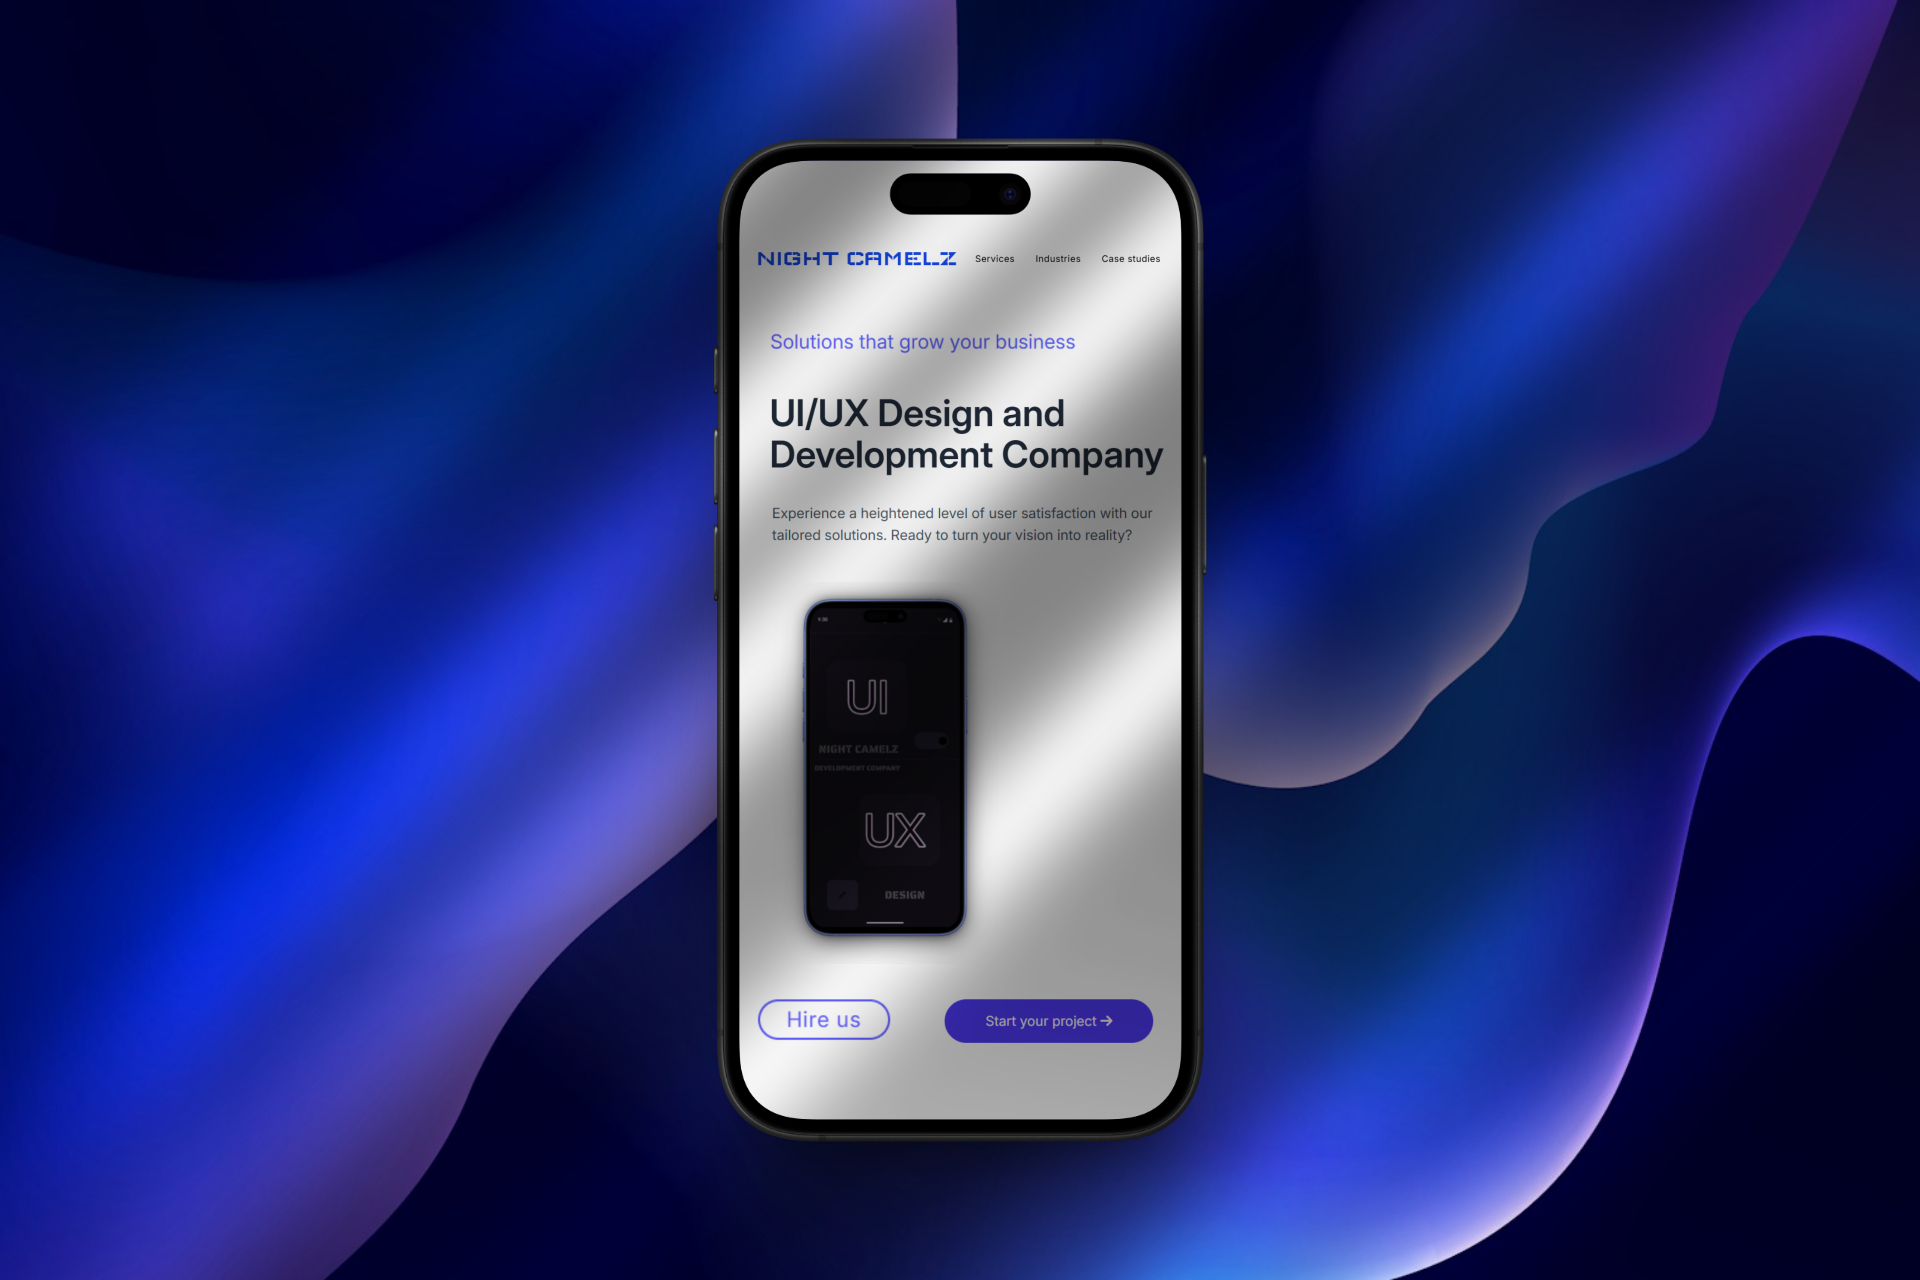 NIGHT CAMELZ Services Industries Case studies
Solutions that grow your business
UI/UX Design and
Development Company
Experience a heightened level of user satisfaction with our
tailored solutions. Ready to turn your vision into reality?
UI
NIGHT CAMELZ
DEVELOPMENT COMPANY
UX
DESIGN
Hire us
Start your project →